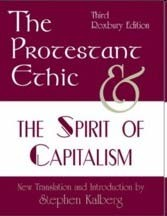 The
Third
Roxbury Edition
Protestant
Ethic
&
THE SPIRIT OF
CAPITALISM
New Translation and Introduction by
Stephen Kalberg